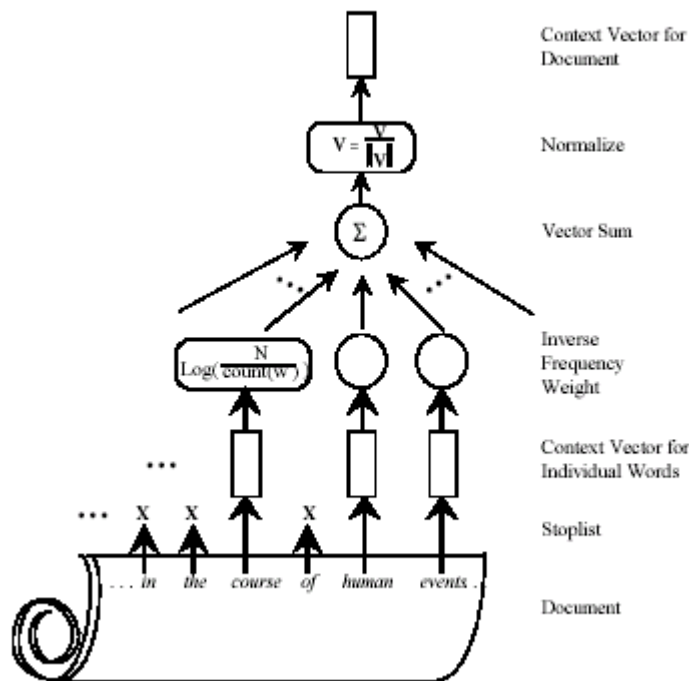 Context Vector for
Document
V = V
‖V‖
Normalize
Σ
Vector Sum
...
...
N
Log( count(w) )
Inverse
Frequency
Weight
...
Context Vector for
Individual Words
... X X X
Stoplist
. . . in the course of human events .
Document